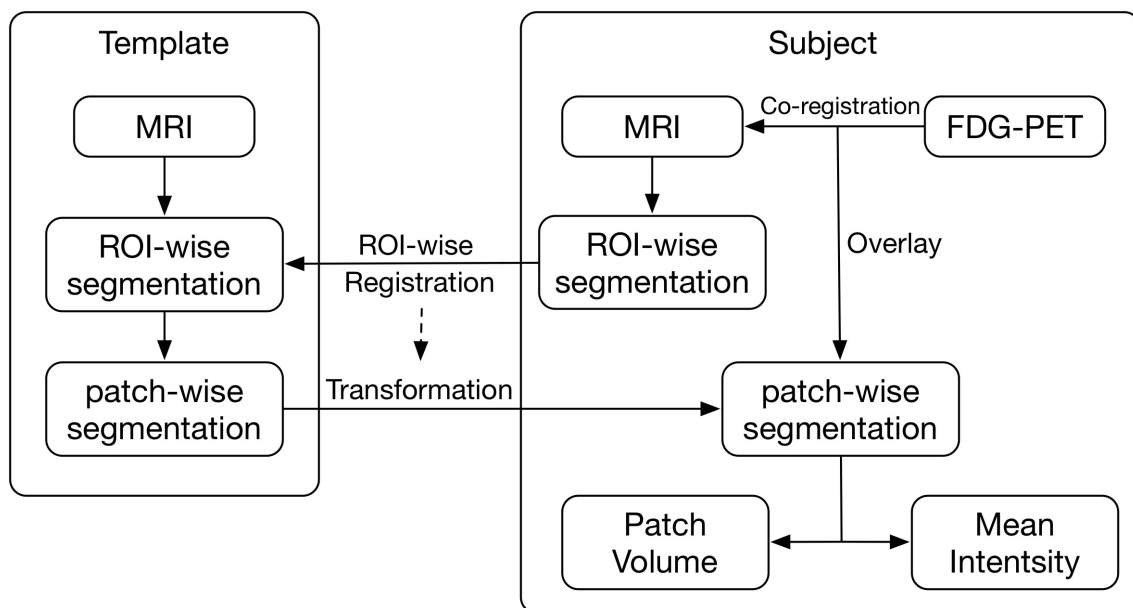 Template
Subject
MRI
MRI
Co-registration
FDG-PET
ROI-wise
segmentation
ROI-wise
Registration
ROI-wise
segmentation
Overlay
patch-wise
segmentation
Transformation
patch-wise
segmentation
Patch
Volume
Mean
Intentsity